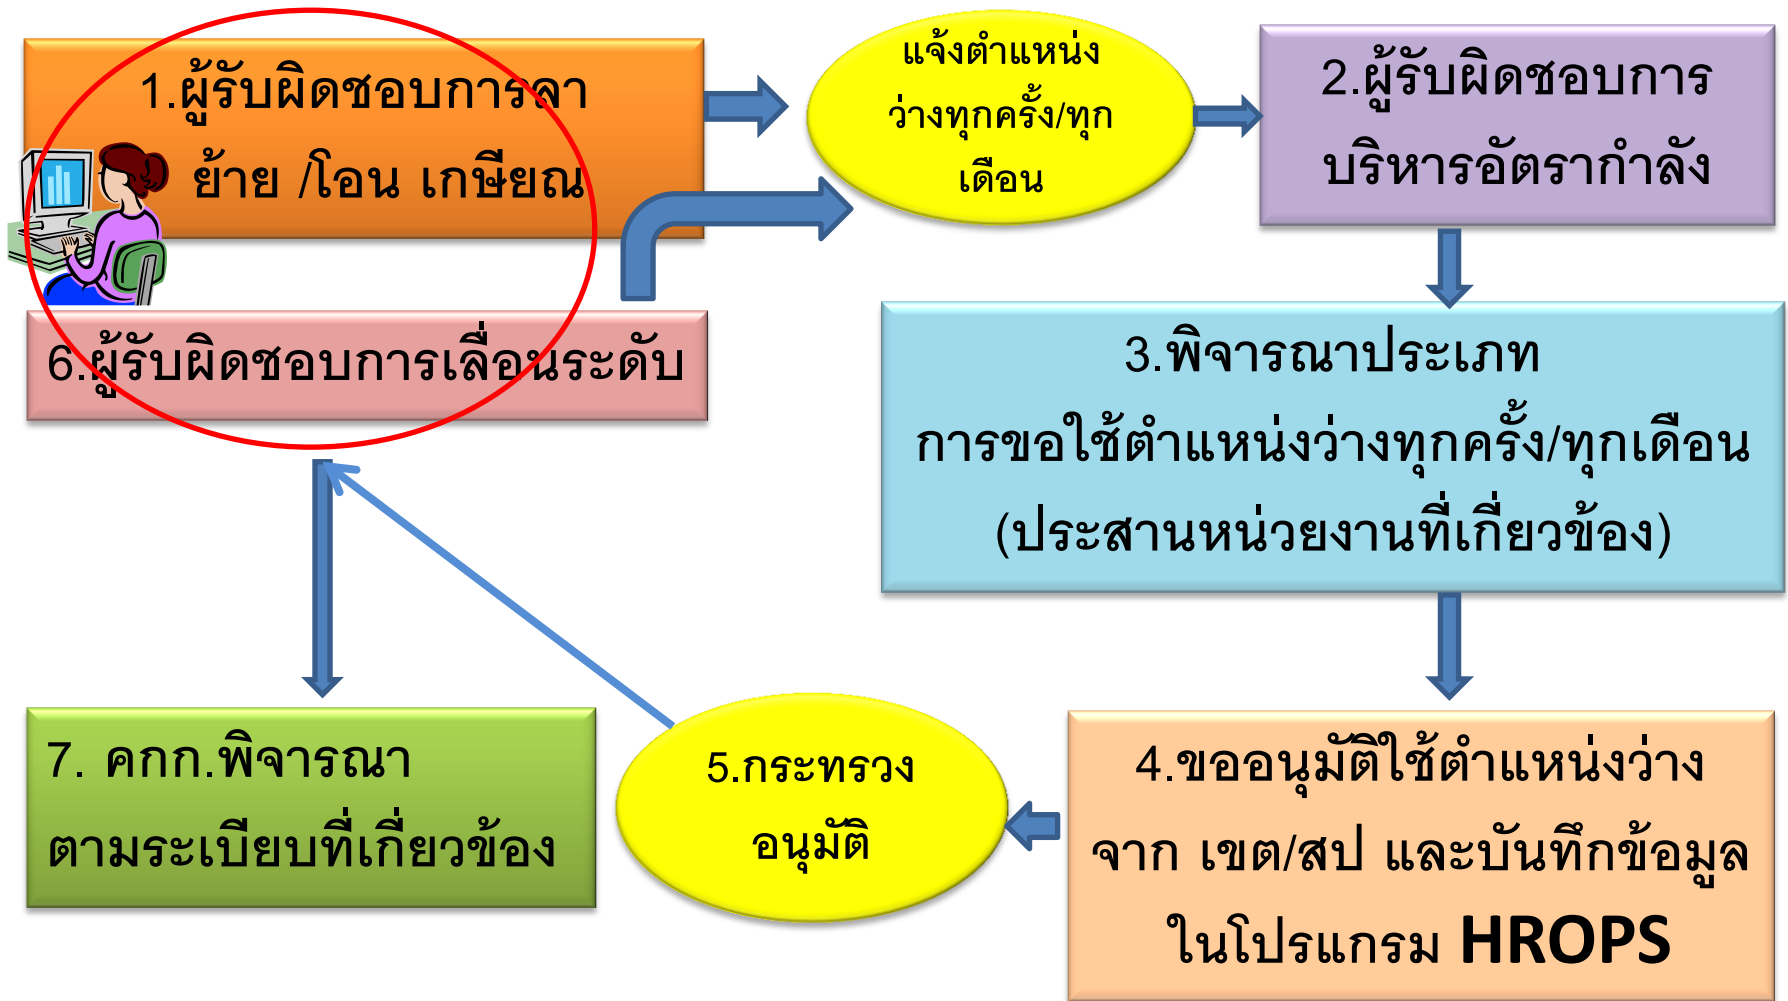 1.ผู้รับผิดชอบการลา
ย้าย /โอน เกษียณ
แจ้งตำแหน่ง
ว่างทุกครั้ง/ทุก
เดือน
2.ผู้รับผิดชอบการ
บริหารอัตรากำลัง
3.พิจารณาประเภท
การขอใช้ตำแหน่งว่างทุกครั้ง/ทุกเดือน
(ประสานหน่วยงานที่เกี่ยวข้อง)
4.ขออนุมัติใช้ตำแหน่งว่าง
จาก เขต/สป และบันทึกข้อมูล
ในโปรแกรม HROPS
5.กระทรวง
อนุมัติ
6.ผู้รับผิดชอบการเลื่อนระดับ
7. คกก.พิจารณา
ตามระเบียบที่เกี่ยวข้อง